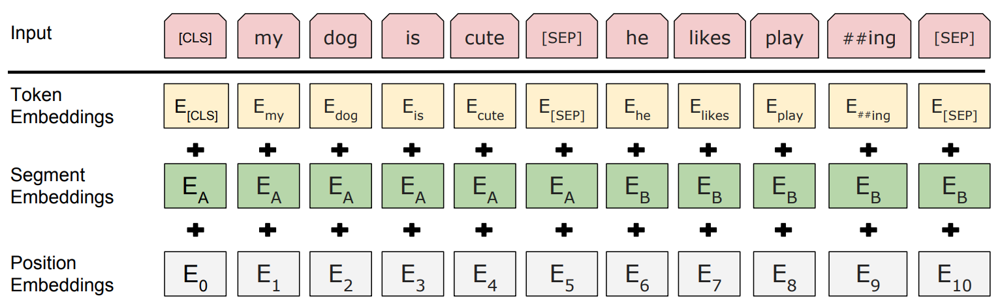 Input [CLS] my dog is cute [SEP] he likes play ##ing [SEP]
Token Embeddings E[CLS] Emy Edog Eis Ecute E[SEP] Ehe Elikes Eplay E##ing E[SEP]
+ + + + + + + + + + +
Segment Embeddings EA EA EA EA EA EA EB EB EB EB EB
+ + + + + + + + + + +
Position Embeddings E0 E1 E2 E3 E4 E5 E6 E7 E8 E9 E10